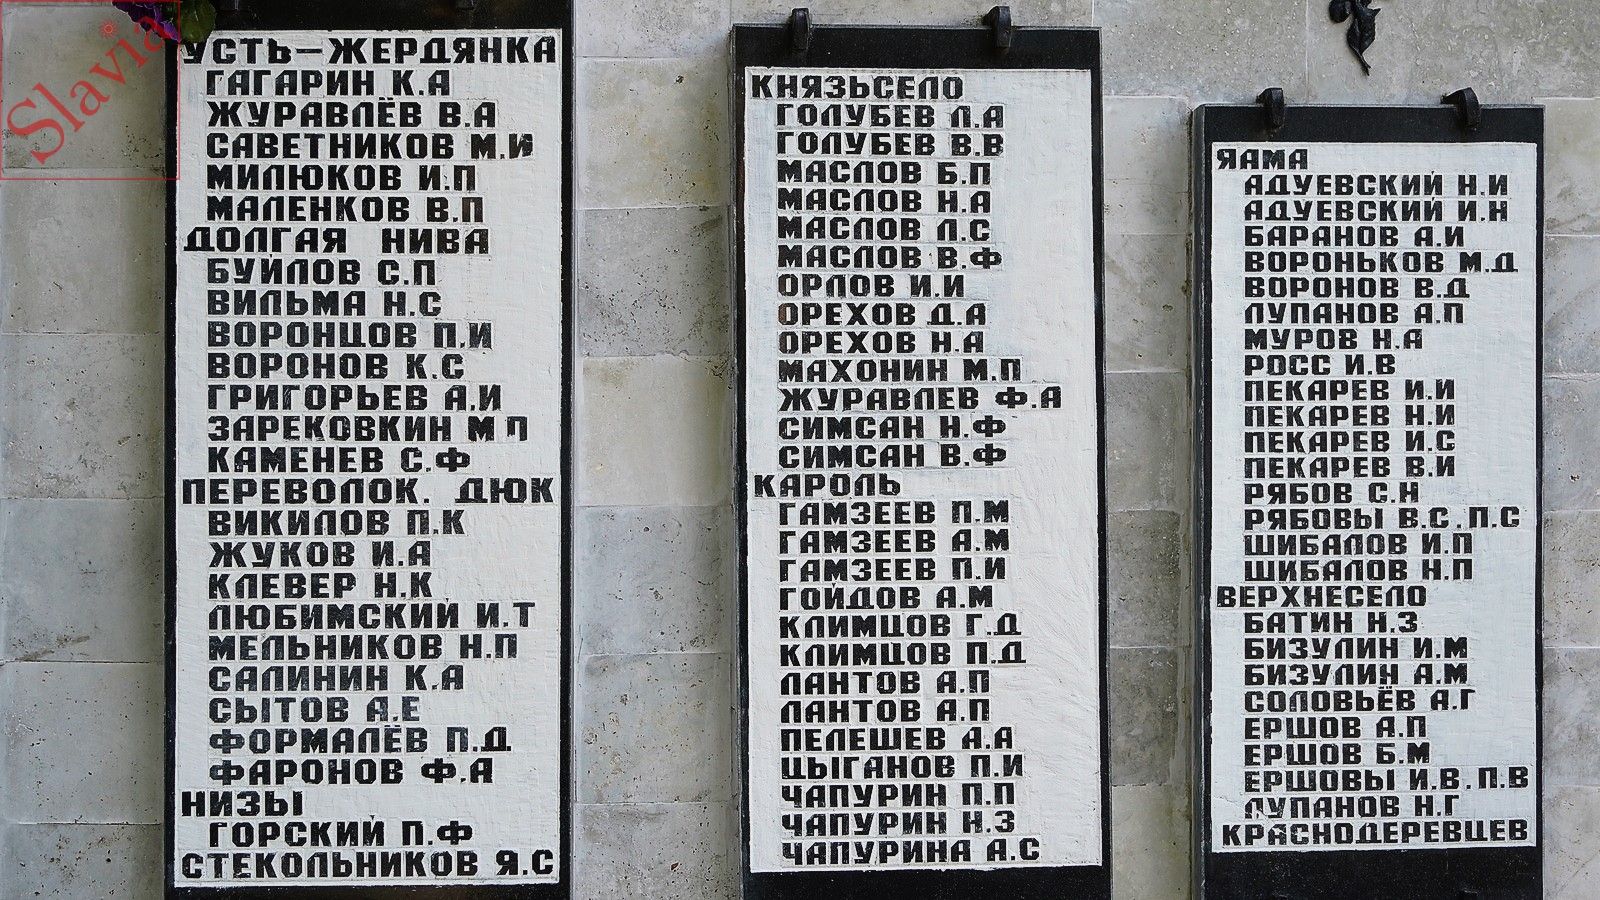 Slavia
УСТЬ—ЖЕРДЯНКА
ГАГАРИН К.А
ЖУРАВЛЁВ В.А
САВЕТНИКОВ М.И
МИЛЮКОВ И.П
МАЛЕНКОВ В.П
ДОЛГАЯ НИВА
БУЙЛОВ С.П
ВИЛЬМА Н.С
ВОРОНЦОВ П.И
ВОРОНОВ К.С
ГРИГОРЬЕВ А.И
ЗАРЕКОВКИН М П
КАМЕНЕВ С.Ф
ПЕРЕВОЛОК. ДЮК
ВИКИЛОВ П.К
ЖУКОВ И.А
КЛЕВЕР Н.К
ЛЮБИМСКИЙ И.Т
МЕЛЬНИКОВ Н.П
САЛИНИН К.А
СЫТОВ А.Е
ФОРМАЛЁВ П.Д
ФАРОНОВ Ф.А
НИЗЫ
ГОРСКИЙ П.Ф
СТЕКОЛЬНИКОВ Я.С
КНЯЗЬСЕЛО
ГОЛУБЕВ Л.А
ГОЛУБЕВ В.В
МАСЛОВ Б.П
МАСЛОВ Н.А
МАСЛОВ Л.С
МАСЛОВ В.Ф
ОРЛОВ И.И
ОРЕХОВ Д.А
ОРЕХОВ Н.А
МАХОНИН М.П
ЖУРАВЛЕВ Ф.А
СИМСАН Н.Ф
СИМСАН В.Ф
КАРОЛЬ
ГАМЗЕЕВ П.М
ГАМЗЕЕВ А.М
ГАМЗЕЕВ П.И
ГОЙДОВ А.М
КЛИМЦОВ Г.Д
КЛИМЦОВ П.Д
ЛАНТОВ А.П
ЛАНТОВ А.П
ПЕЛЕШЕВ А.А
ЦЫГАНОВ П.И
ЧАПУРИН П.П
ЧАПУРИН Н.З
ЧАПУРИНА А.С
ЯАМА
АДУЕВСКИЙ Н.И
АДУЕВСКИЙ И.Н
БАРАНОВ А.И
ВОРОНЬКОВ М.Д
ВОРОНОВ В.Д
ЛУПАНОВ А.П
МУРОВ Н.А
РОСС И.В
ПЕКАРЕВ И.И
ПЕКАРЕВ Н.И
ПЕКАРЕВ И.С
ПЕКАРЕВ В.И
РЯБОВ С.Н
РЯБОВЫ В.С.П.С
ШИБАЛОВ И.П
ШИБАЛОВ Н.П
ВЕРХНЕСЕЛО
БАТИН Н.З
БИЗУЛИН И.М
БИЗУЛИН А.М
СОЛОВЬЁВ А.Г
ЕРШОВ А.П
ЕРШОВ Б.М
ЕРШОВЫ И.В.П.В
ЛУПАНОВ Н.Г
КРАСНОДЕРЕВЦЕВ